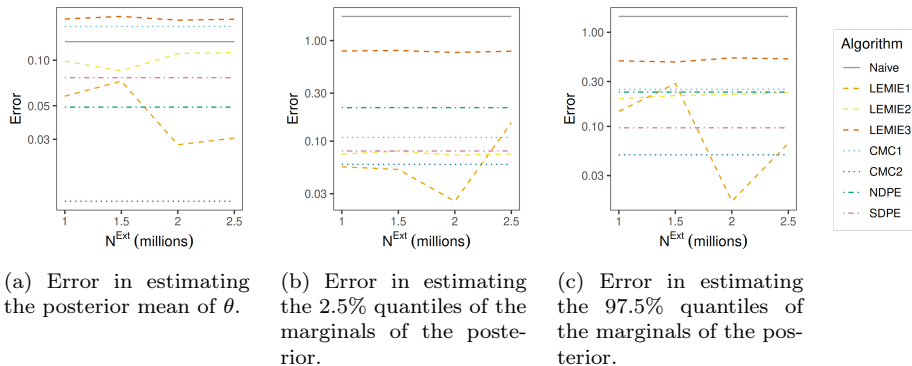 Error
0.10
0.05
0.03
1
1.5
2
2.5
N^Ext (millions)
Error
1.00
0.30
0.10
0.03
1
1.5
2
2.5
N^Ext (millions)
Error
1.00
0.30
0.10
0.03
1
1.5
2
2.5
N^Ext (millions)
Algorithm
Naive
LEMIE1
LEMIE2
LEMIE3
CMC1
CMC2
NDPE
SDPE
(a) Error in estimating
the posterior mean of θ.
(b) Error in estimating
the 2.5% quantiles of the
marginals of the poste-
rior.
(c) Error in estimating
the 97.5% quantiles of
the marginals of the pos-
terior.